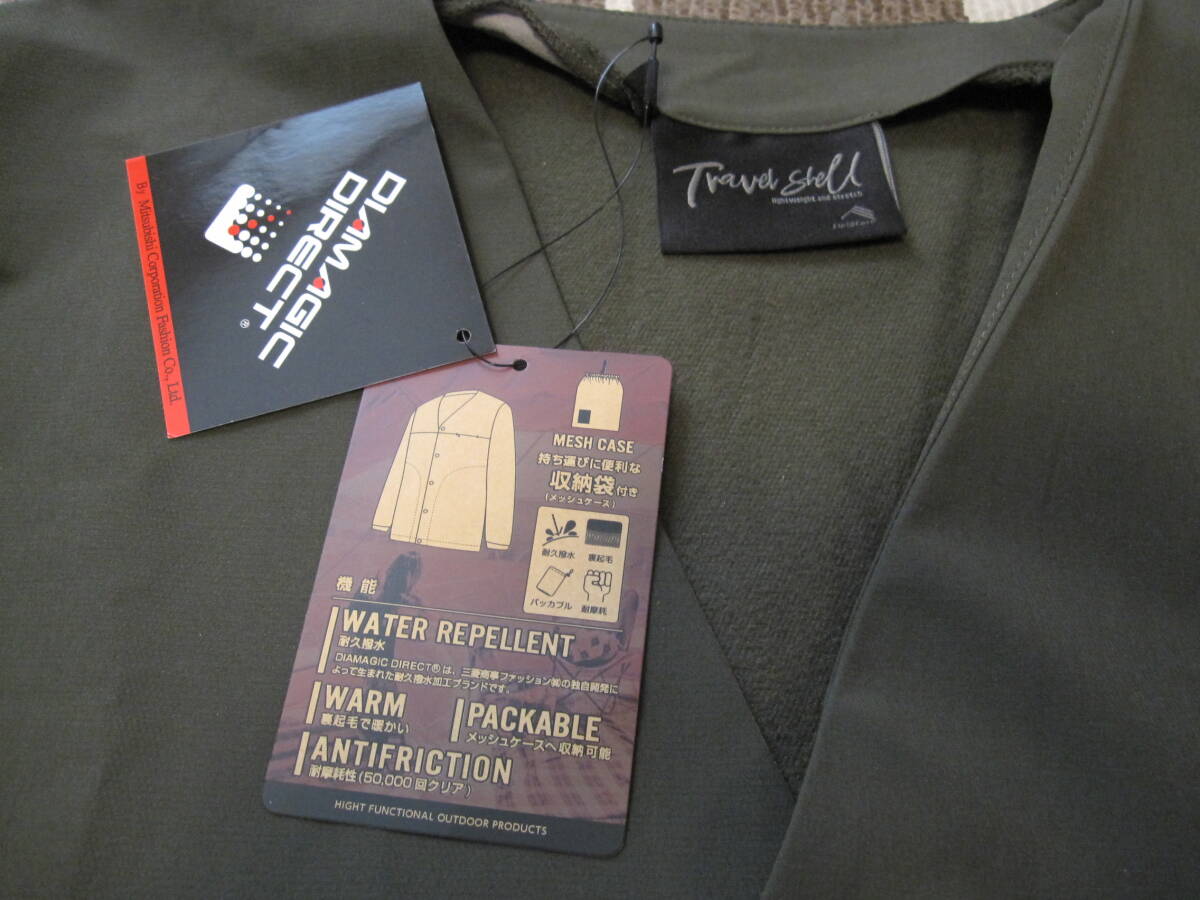 DIAMAGIC
DIRECT®
By Mitsubishi Corporation Fashion Co., Ltd.
Travel Shell
lightweight and stretch
MESH CASE
持ち運びに便利な
収納袋付き
(メッシュケース)
耐久撥水 裏起毛
パッカブル 耐摩耗
機能
WATER REPELLENT
耐久撥水
DIAMAGIC DIRECT®は、三菱商事ファッション㈱の独自開発に
よって生まれた耐久撥水加工ブランドです。
WARM
裏起毛で暖かい
PACKABLE
メッシュケースへ収納可能
ANTIFRICTION
耐摩耗性(50,000回クリア)
HIGHT FUNCTIONAL OUTDOOR PRODUCTS